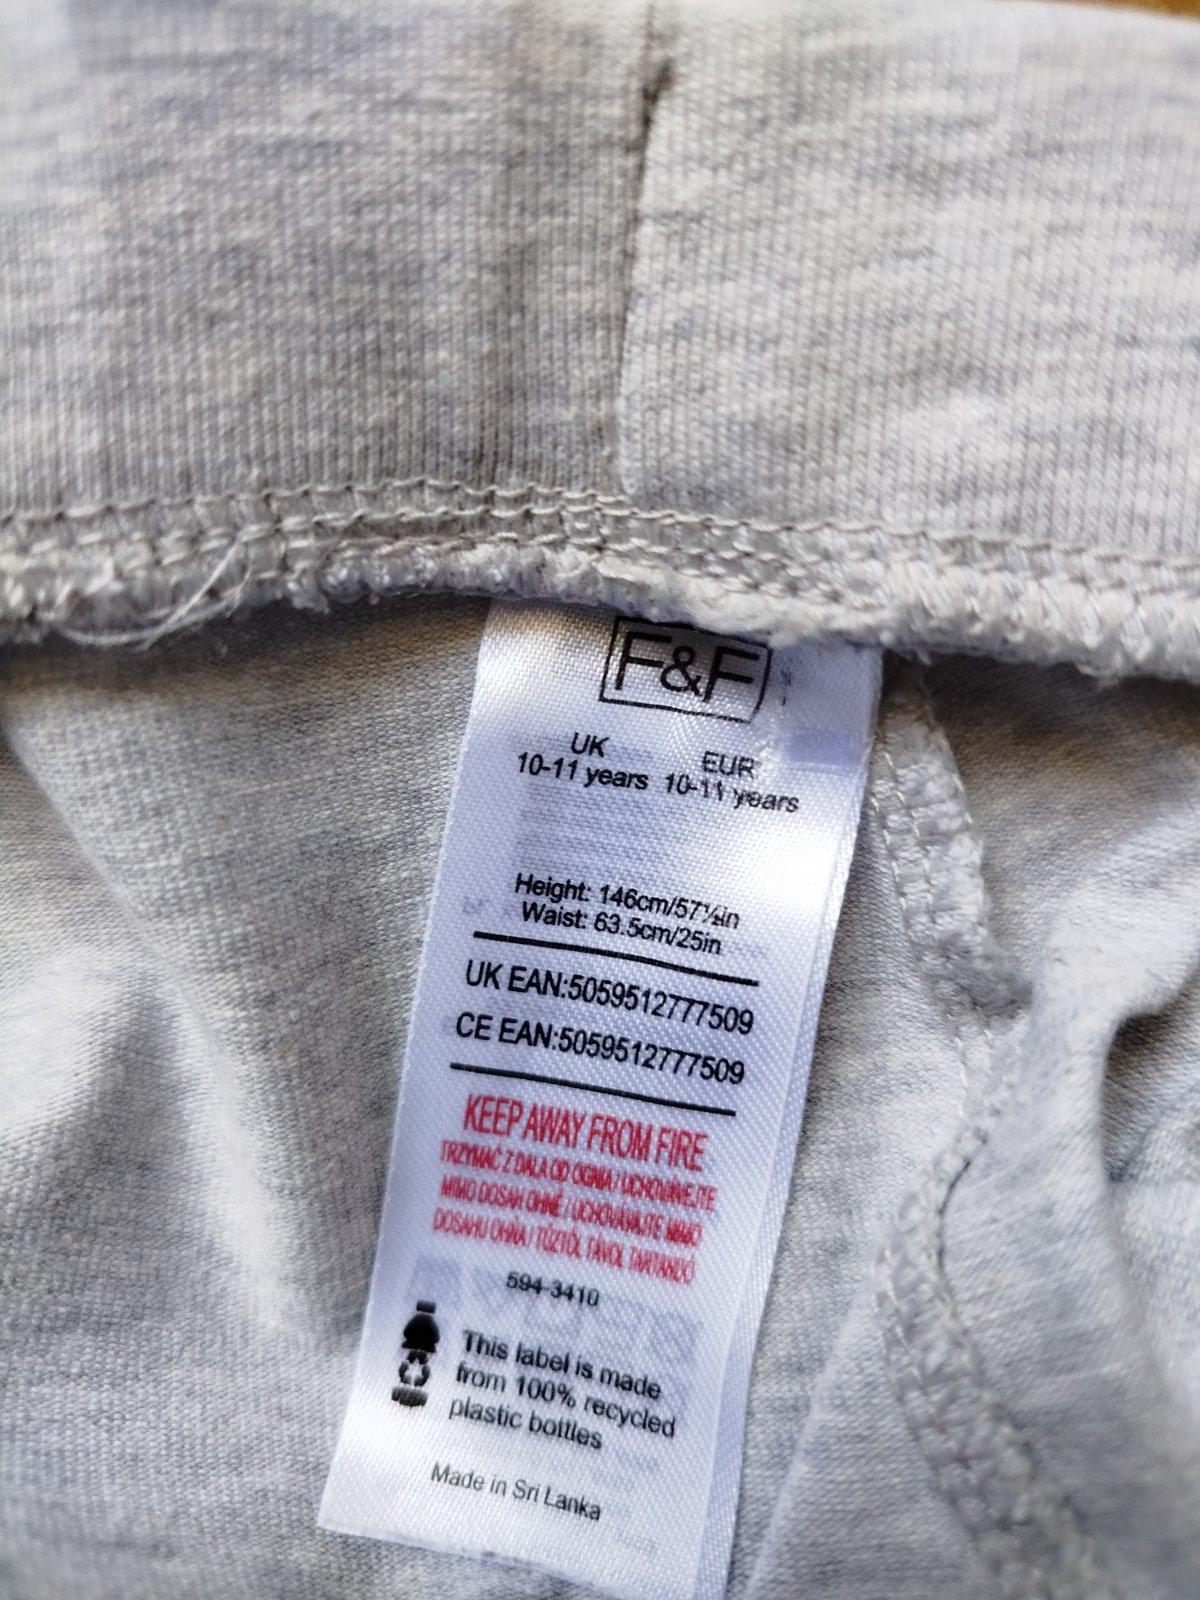 F&F
UK
10-11 years
EUR
10-11 years
Height: 146cm/57½in
Waist: 63.5cm/25in
UK EAN:5059512777509
CE EAN:5059512777509
KEEP AWAY FROM FIRE
TRZYMAĆ Z DALA OD OGNIA / UCHOVÁVEJTE
MIMO DOSAH OHNĚ / UCHOVÁVAJTE MIMO
DOSAHU OHŇA / TŰZTŐL TÁVOL TARTANDÓ
594-3410
This label is made
from 100% recycled
plastic bottles
Made in Sri Lanka